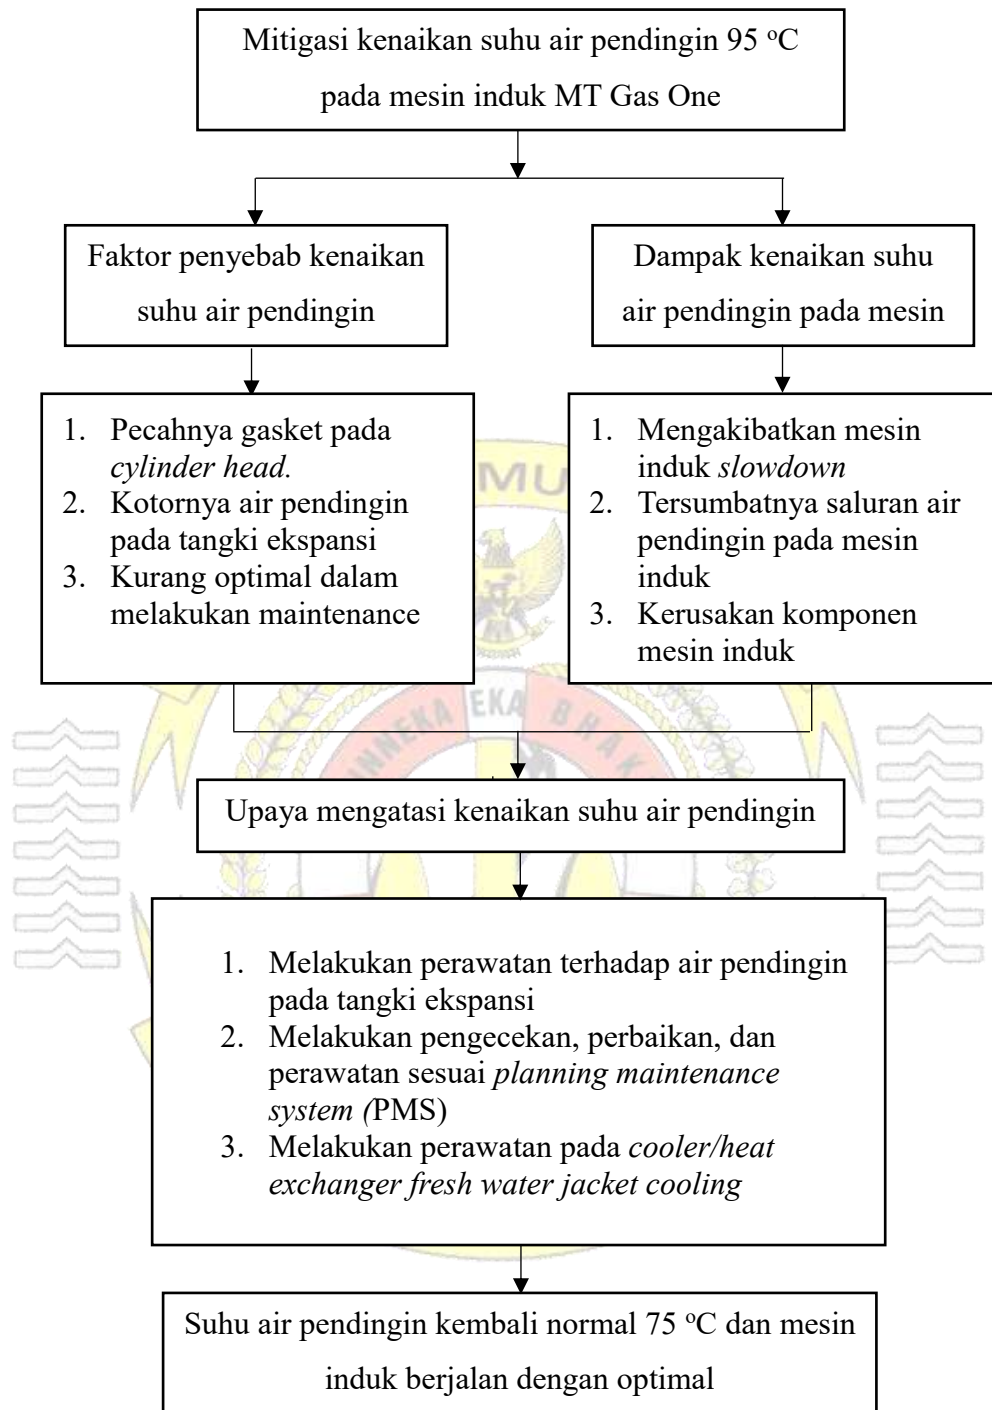 Mitigasi kenaikan suhu air pendingin 95 °C
pada mesin induk MT Gas One
Faktor penyebab kenaikan
suhu air pendingin
Dampak kenaikan suhu
air pendingin pada mesin
1. Pecahnya gasket pada
cylinder head.
2. Kotornya air pendingin
pada tangki ekspansi
3. Kurang optimal dalam
melakukan maintenance
1. Mengakibatkan mesin
induk slowdown
2. Tersumbatnya saluran air
pendingin pada mesin
induk
3. Kerusakan komponen
mesin induk
MU
EKA
BHAK
Upaya mengatasi kenaikan suhu air pendingin
1. Melakukan perawatan terhadap air pendingin
pada tangki ekspansi
2. Melakukan pengecekan, perbaikan, dan
perawatan sesuai planning maintenance
system (PMS)
3. Melakukan perawatan pada cooler/heat
exchanger fresh water jacket cooling
Suhu air pendingin kembali normal 75 °C dan mesin
induk berjalan dengan optimal